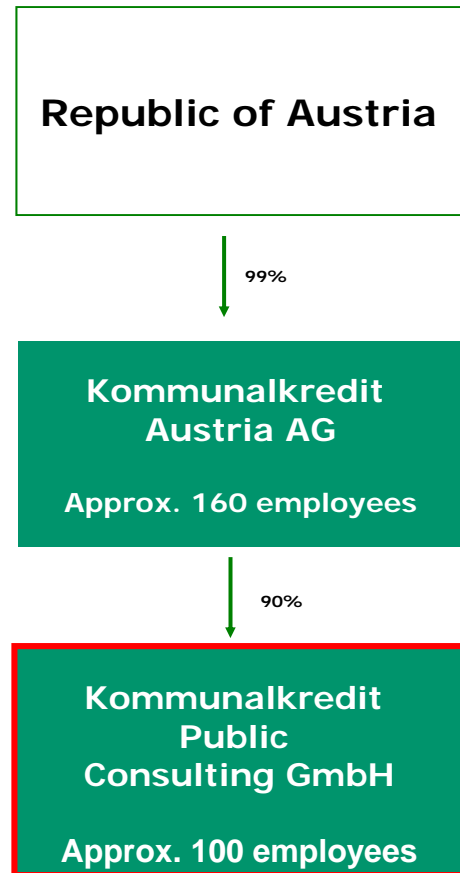 Republic of Austria
99%
Kommunalkredit
Austria AG
Approx. 160 employees
90%
Kommunalkredit
Public
Consulting GmbH
Approx. 100 employees